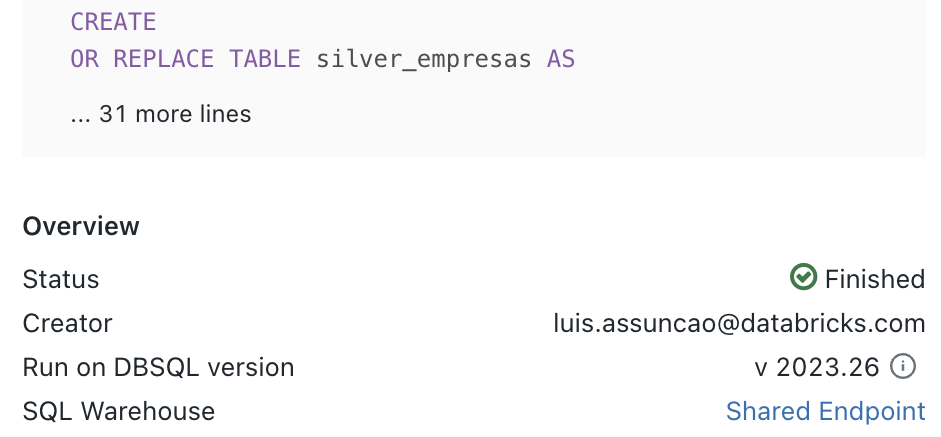 CREATE
OR REPLACE TABLE silver_empresas AS
... 31 more lines
Overview
Status Finished
Creator luis.assuncao@databricks.com
Run on DBSQL version v 2023.26
SQL Warehouse Shared Endpoint